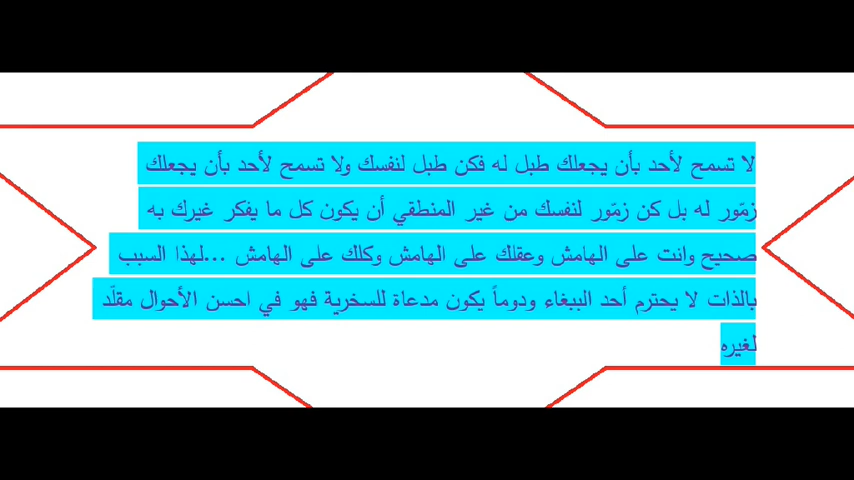 لا تسمح لأحد بأن يجعلك طبل له فكن طبل لنفسك ولا تسمح لأحد بأن يجعلك
زمّور له بل كن زمّور لنفسك من غير المنطقي أن يكون كل ما يفكر غيرك به
صحيح وانت على الهامش وعقلك على الهامش وكلك على الهامش ...لهذا السبب
بالذات لا يحترم أحد الببغاء ودوماً يكون مدعاة للسخرية فهو في احسن الأحوال مقلّد
لغيره